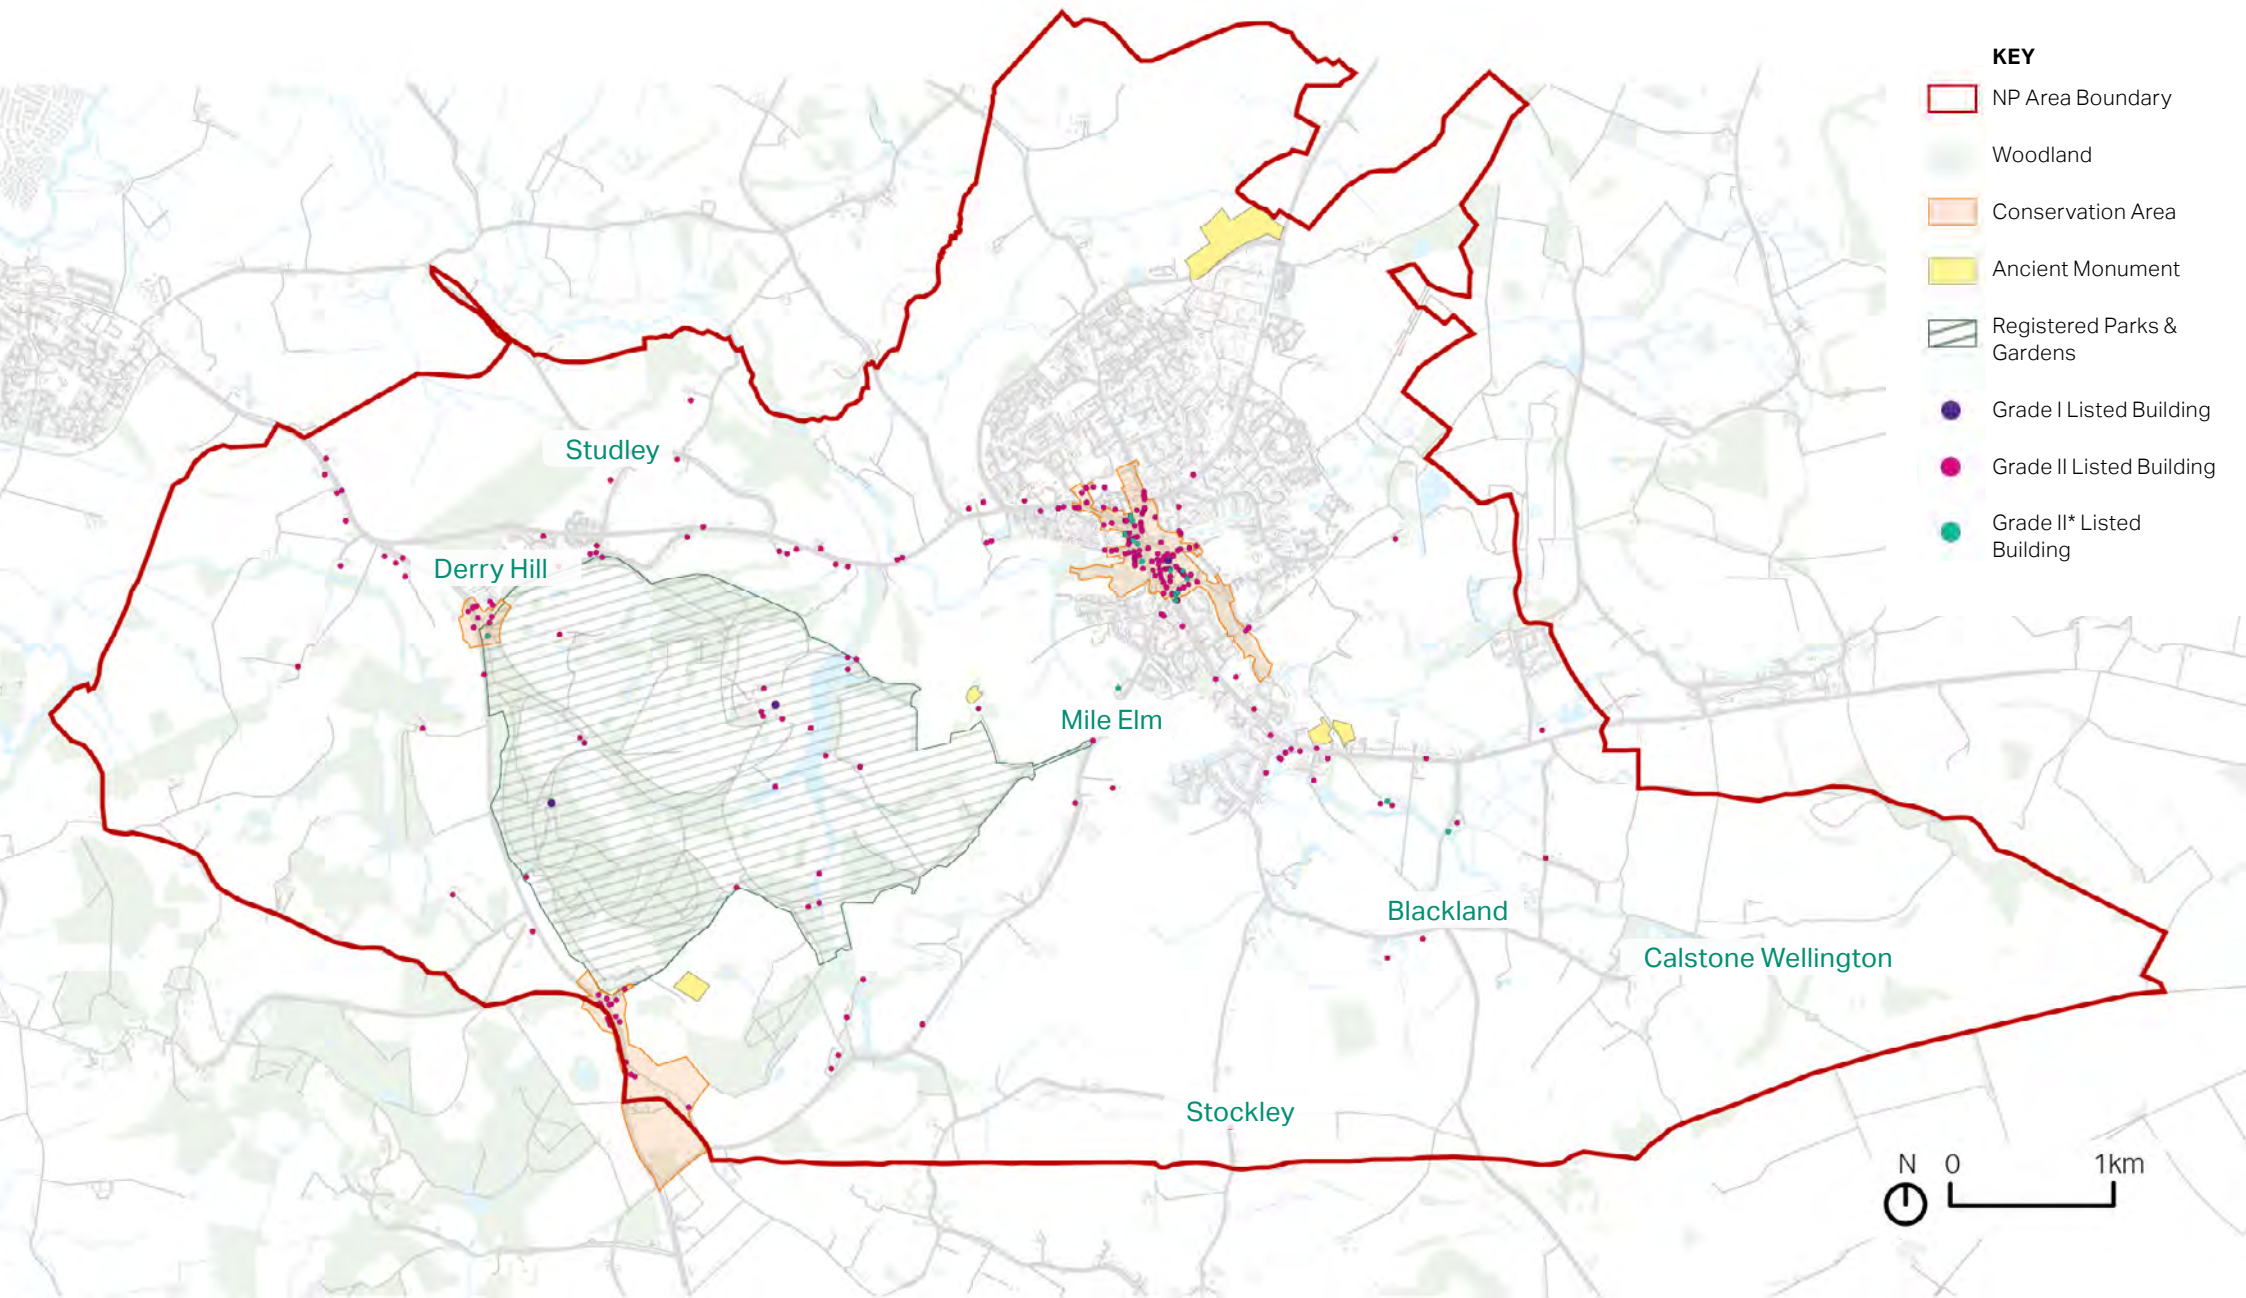 KEY
NP Area Boundary
Woodland
Conservation Area
Ancient Monument
Registered Parks &
Gardens
Grade I Listed Building
Grade II Listed Building
Grade II* Listed
Building
Studley
Derry Hill
Mile Elm
Blackland
Calstone Wellington
Stockley
N 0 1km